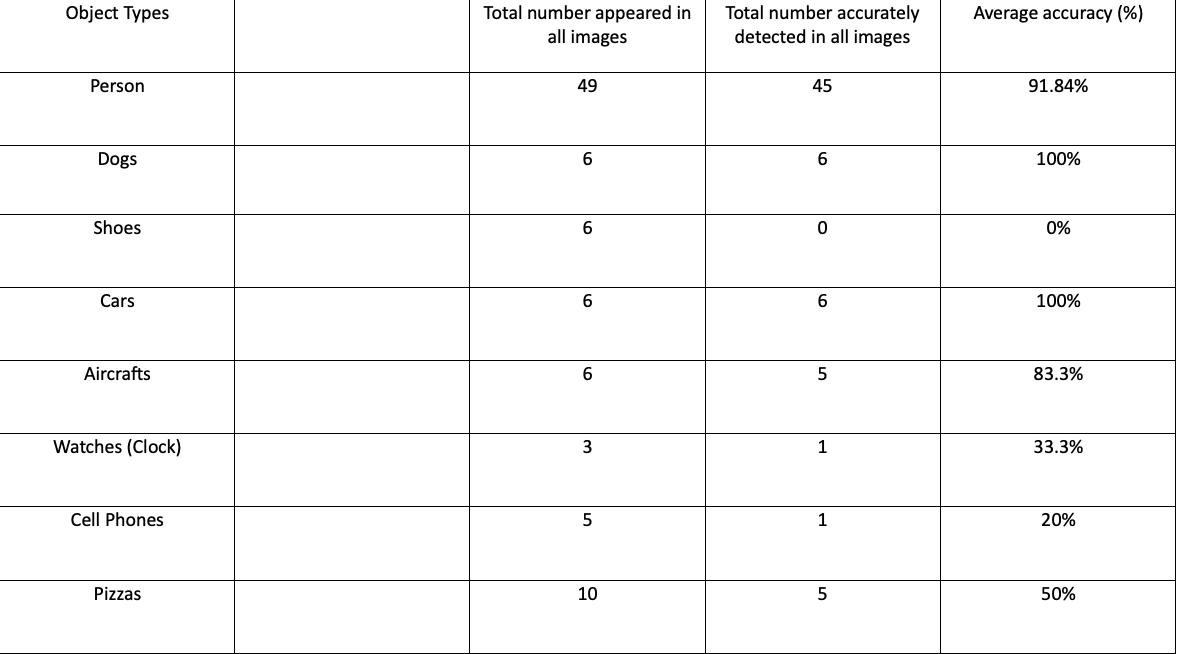 Object Types
Total number appeared in
all images
Total number accurately
detected in all images
Average accuracy (%)
Person
49
45
91.84%
Dogs
6
6
100%
Shoes
6
0
0%
Cars
6
6
100%
Aircrafts
6
5
83.3%
Watches (Clock)
3
1
33.3%
Cell Phones
5
1
20%
Pizzas
10
5
50%